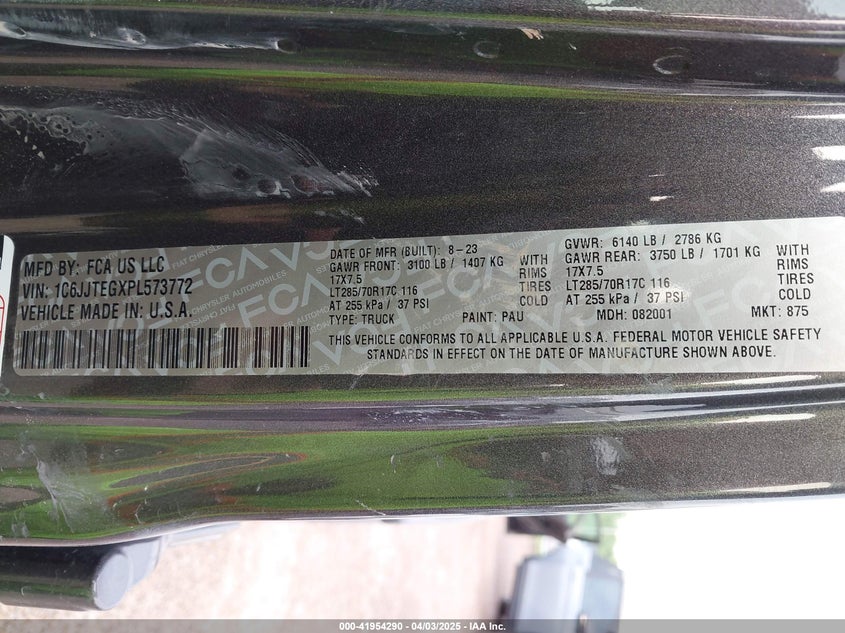 MFD BY: FCA US LLC
VIN: 1C6JJTEGXPL573772
VEHICLE MADE IN: U.S.A.
DATE OF MFR (BUILT): 8-23
GVWR: 6140 LB / 2786 KG
GAWR FRONT: 3100 LB / 1407 KG WITH
GAWR REAR: 3750 LB / 1701 KG WITH
17X7.5 RIMS
17X7.5 RIMS
LT285/70R17C 116 TIRES
LT285/70R17C 116 TIRES
AT 255 kPa / 37 PSI COLD
AT 255 kPa / 37 PSI COLD
TYPE: TRUCK PAINT: PAU MDH: 082001 MKT: 875
THIS VEHICLE CONFORMS TO ALL APPLICABLE U.S.A. FEDERAL MOTOR VEHICLE SAFETY
STANDARDS IN EFFECT ON THE DATE OF MANUFACTURE SHOWN ABOVE.
000-41954290 - 04/03/2025 - IAA Inc.